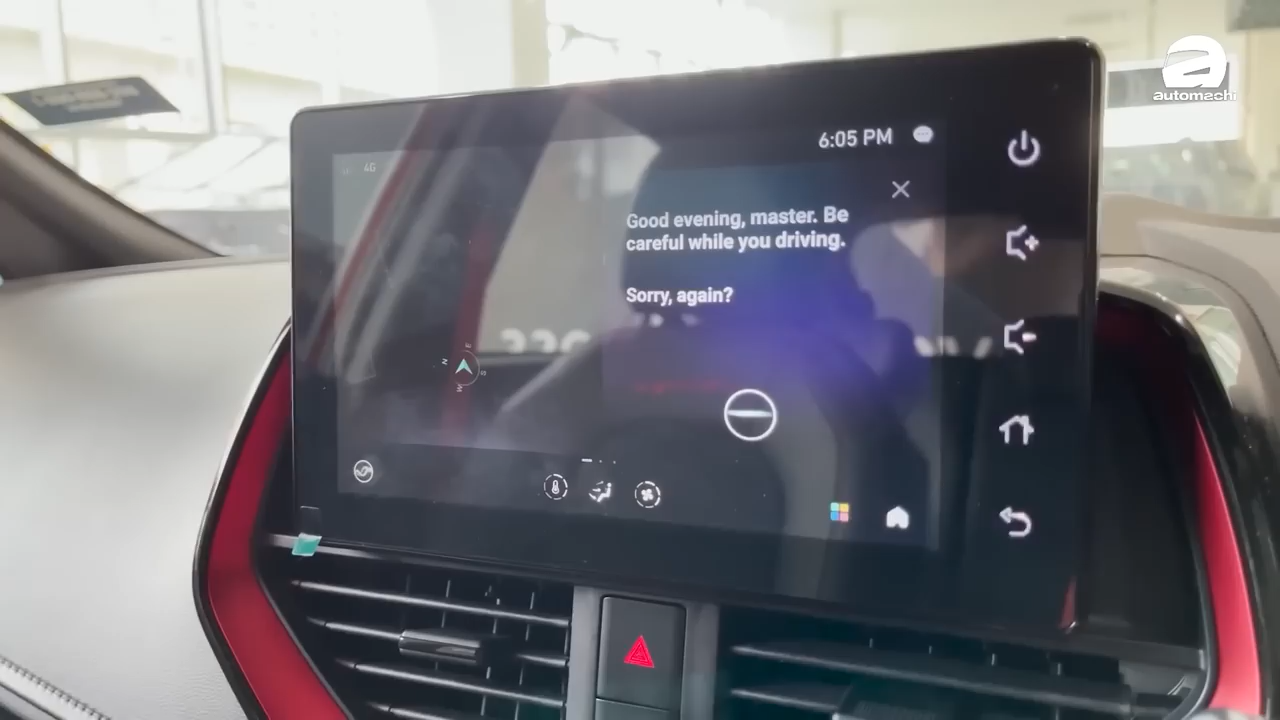 automachi
6:05 PM
4G
Good evening, master. Be
careful while you driving.
Sorry, again?
N
E
S
W